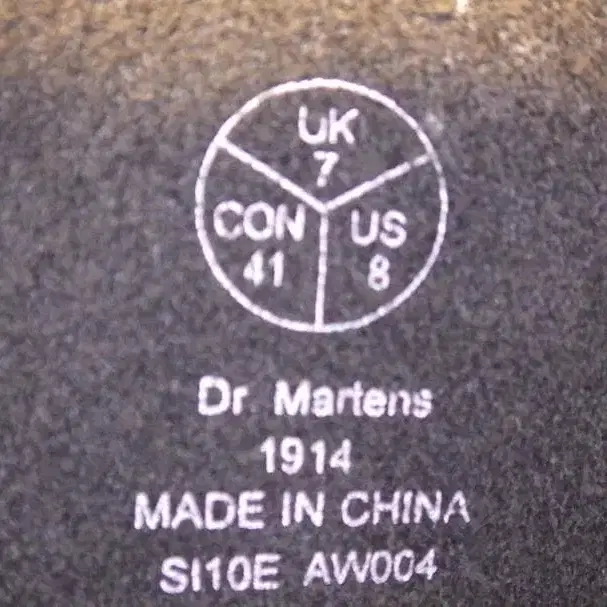 UK
7
CON
41
US
8
Dr. Martens
1914
MADE IN CHINA
SI10E AW004